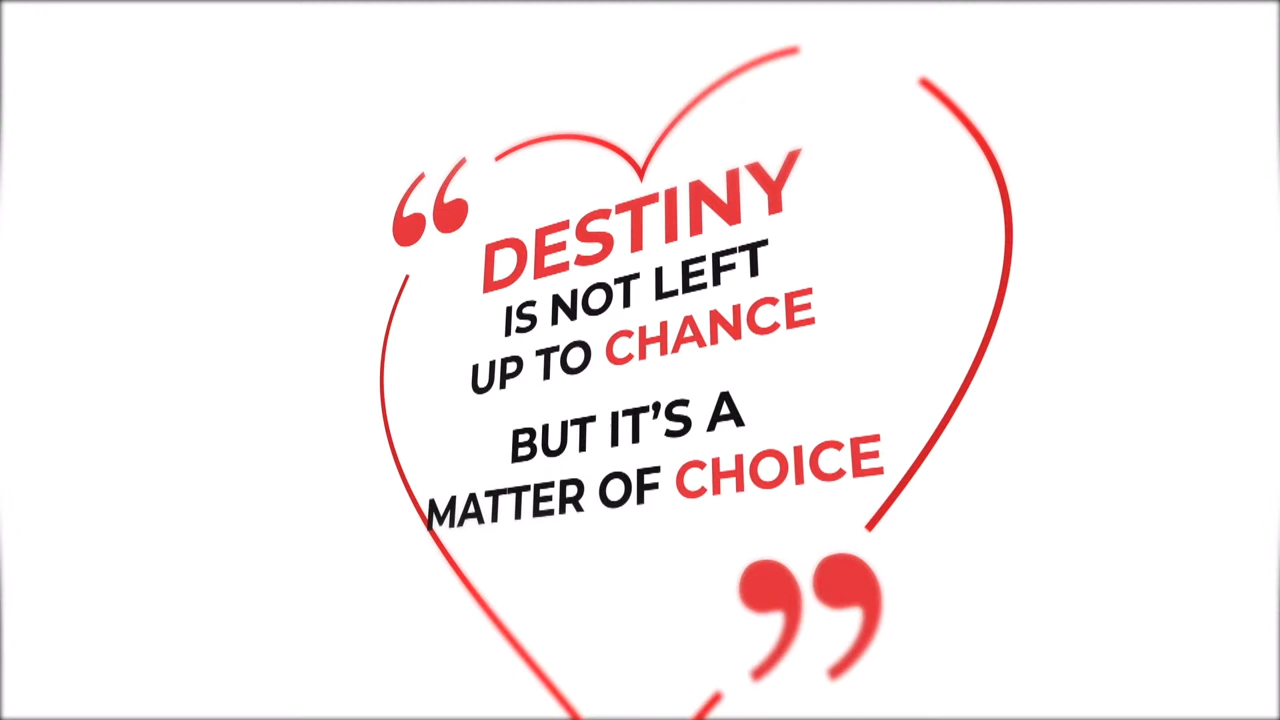 “
DESTINY
IS NOT LEFT
UP TO CHANCE
BUT IT’S A
MATTER OF CHOICE
”